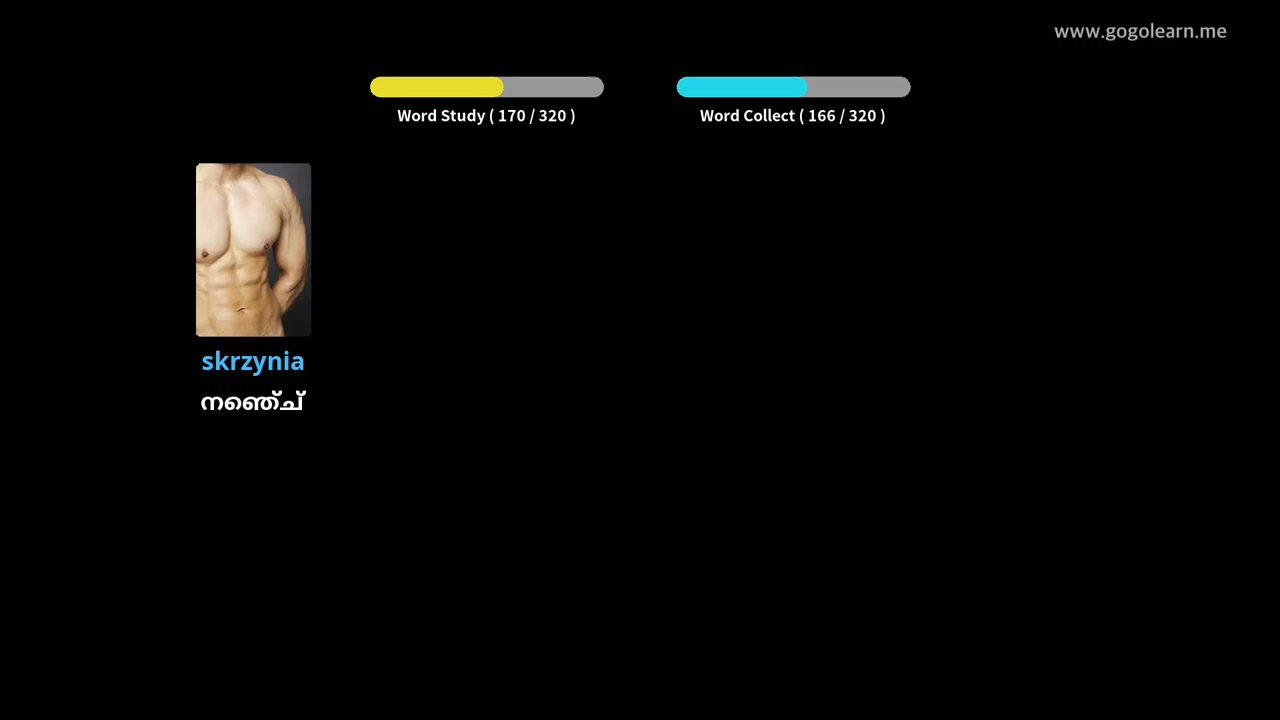 www.gogolearn.me
Word Study ( 170 / 320 )
Word Collect ( 166 / 320 )
skrzynia
നഞ്ചെ്